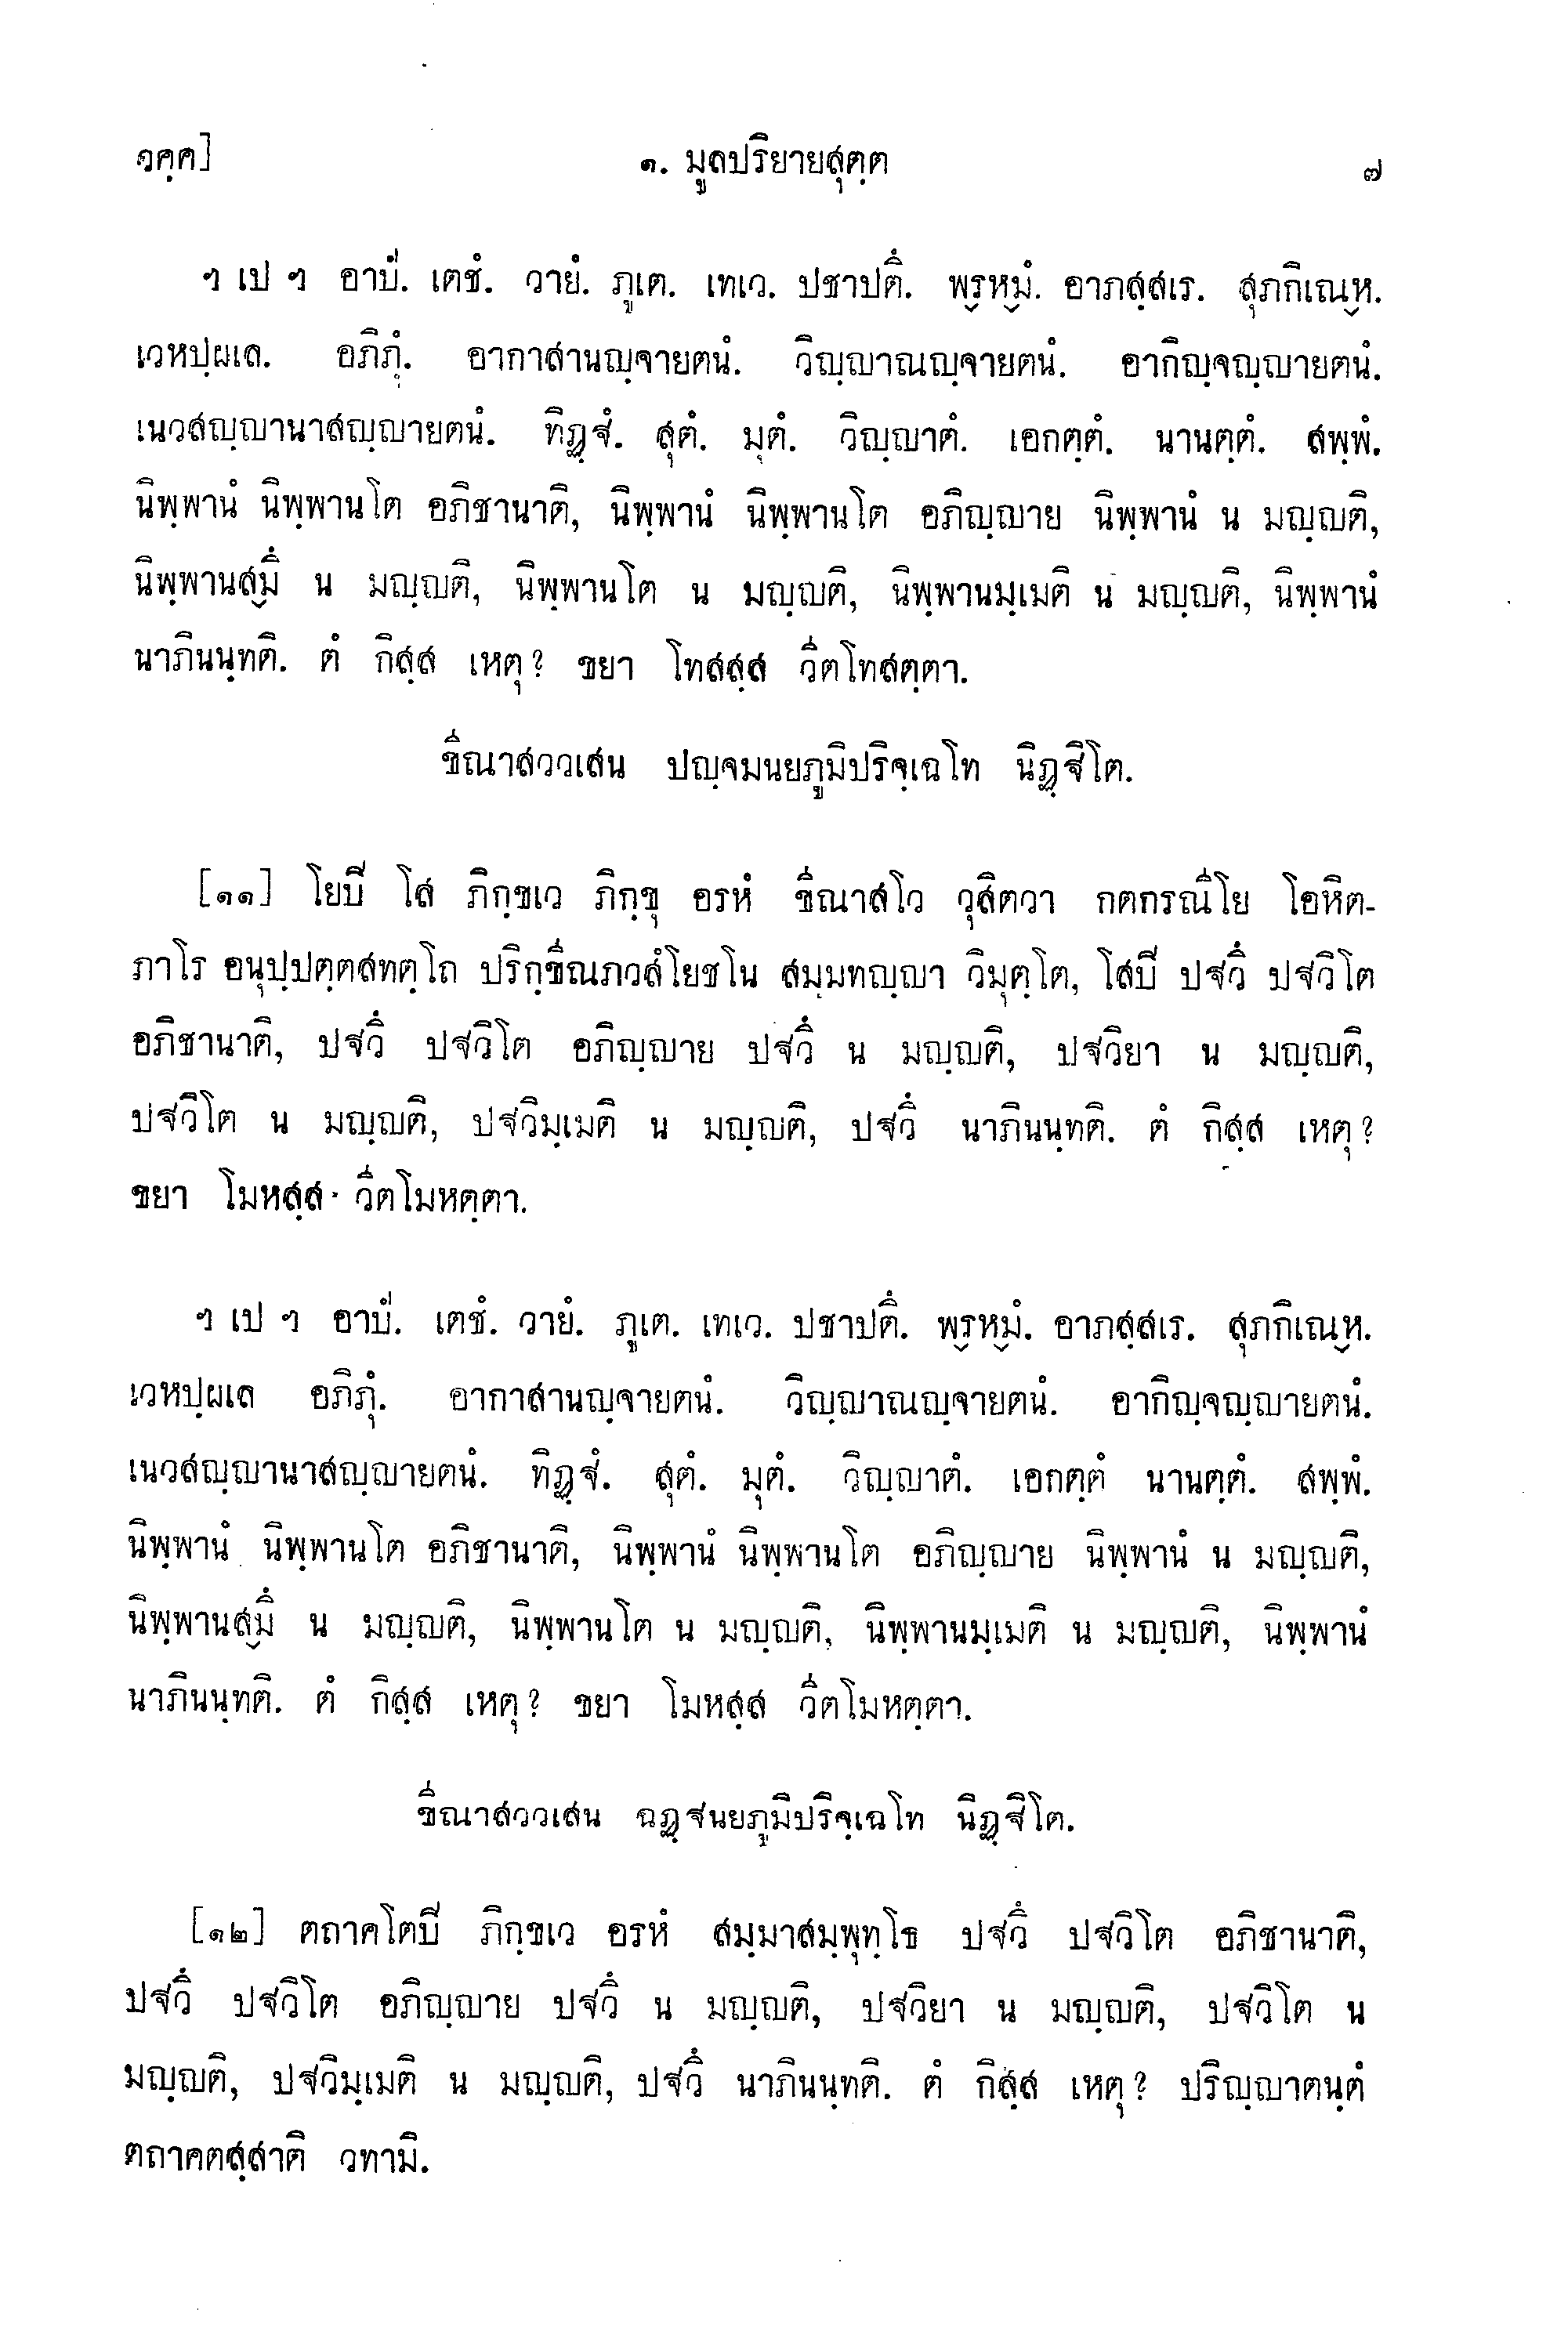 วคฺค]
๑. มูลปริยายสุตฺต
๗
ฯ เป ฯ อาปํ. เตชํ. วายํ. ภูเต. เทเว. ปชาปตึ. พฺรหฺมํ. อาภสฺสเร. สุภกิเณฺห.
เวหปฺผเล. อภิภุํ. อากาสานญฺจายตนํ. วิญฺญาณญฺจายตนํ. อากิญฺจญฺญายตนํ.
เนวสญฺญานาสญฺญายตนํ. ทิฏฺฐํ. สุตํ. มุตํ. วิญฺญาตํ. เอกตฺตํ. นานตฺตํ. สพฺพํ.
นิพฺพานํ นิพฺพานโต อภิชานาติ, นิพฺพานํ นิพฺพานโต อภิญฺญาย นิพฺพานํ น มญฺญติ,
นิพฺพานสฺมึ น มญฺญติ, นิพฺพานโต น มญฺญติ, นิพฺพานมฺเมติ น มญฺญติ, นิพฺพานํ
นาภินนฺทติ. ตํ กิสฺส เหตุ? ขยา โทสสฺส วีตโทสตฺตา.
ขีณาสววเสน ปญฺจมนยภูมิปริจฺเฉโท นิฏฺฐิโต.
[๑๑] โยปิ โส ภิกฺขเว ภิกฺขุ อรหํ ขีณาสโว วุสิตวา กตกรณีโย โอหิต-
ภาโร อนุปฺปตฺตสทตฺโถ ปริกฺขีณภวสํโยชโน สมฺมทญฺญา วิมุตฺโต, โสปิ ปฐวึ ปฐวิโต
อภิชานาติ, ปฐวึ ปฐวิโต อภิญฺญาย ปฐวึ น มญฺญติ, ปฐวิยา น มญฺญติ,
ปฐวิโต น มญฺญติ, ปฐวิมฺเมติ น มญฺญติ, ปฐวึ นาภินนฺทติ. ตํ กิสฺส เหตุ?
ขยา โมหสฺส วีตโมหตฺตา.
ฯ เป ฯ อาปํ. เตชํ. วายํ. ภูเต. เทเว. ปชาปตึ. พฺรหฺมํ. อาภสฺสเร. สุภกิเณฺห.
เวหปฺผเล อภิภุํ. อากาสานญฺจายตนํ. วิญฺญาณญฺจายตนํ. อากิญฺจญฺญายตนํ.
เนวสญฺญานาสญฺญายตนํ. ทิฏฺฐํ. สุตํ. มุตํ. วิญฺญาตํ. เอกตฺตํ นานตฺตํ. สพฺพํ.
นิพฺพานํ นิพฺพานโต อภิชานาติ, นิพฺพานํ นิพฺพานโต อภิญฺญาย นิพฺพานํ น มญฺญติ,
นิพฺพานสฺมึ น มญฺญติ, นิพฺพานโต น มญฺญติ, นิพฺพานมฺเมติ น มญฺญติ, นิพฺพานํ
นาภินนฺทติ. ตํ กิสฺส เหตุ? ขยา โมหสฺส วีตโมหตฺตา.
ขีณาสววเสน ฉฏฺฐนยภูมิปริจฺเฉโท นิฏฺฐิโต.
[๑๒] ตถาคโตปิ ภิกฺขเว อรหํ สมฺมาสมฺพุทฺโธ ปฐวึ ปฐวิโต อภิชานาติ,
ปฐวึ ปฐวิโต อภิญฺญาย ปฐวึ น มญฺญติ, ปฐวิยา น มญฺญติ, ปฐวิโต น
มญฺญติ, ปฐวิมฺเมติ น มญฺญติ, ปฐวึ นาภินนฺทติ. ตํ กิสฺส เหตุ? ปริญฺญาตนฺตํ
ตถาคตสฺสาติ วทามิ.